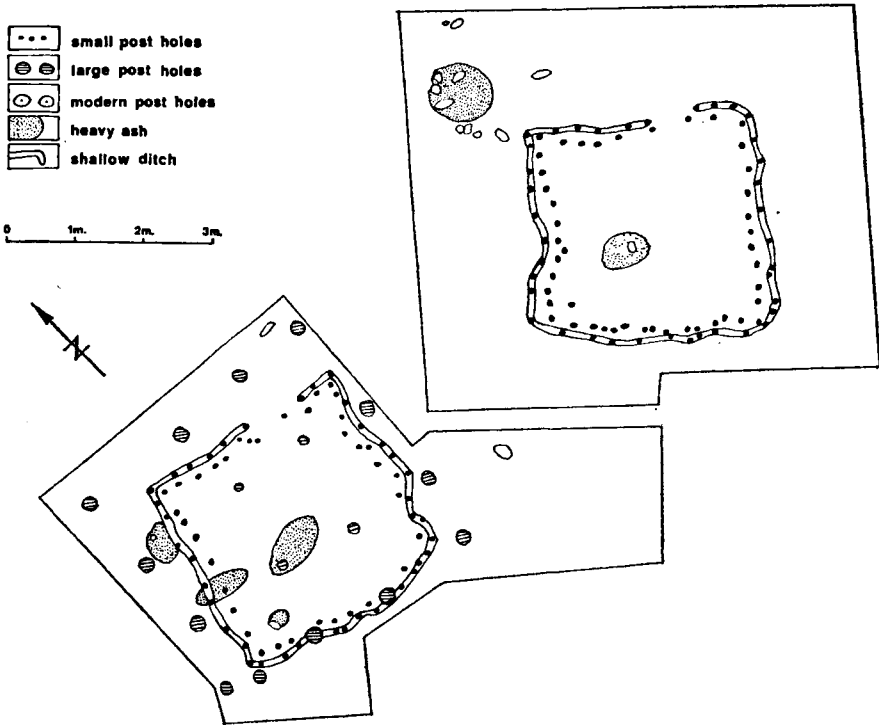 small post holes
large post holes
modern post holes
heavy ash
shallow ditch
0 1m. 2m. 3m.
N